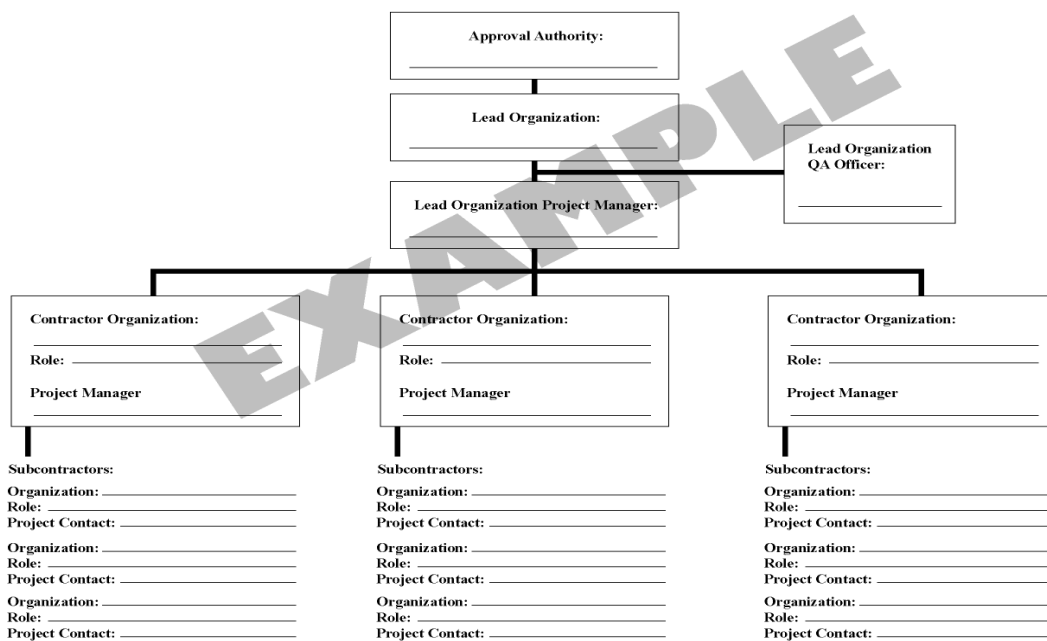 Approval Authority:
Lead Organization:
Lead Organization
QA Officer:
Lead Organization Project Manager:
EXAMPLE
Contractor Organization:
Role:
Project Manager
Contractor Organization:
Role:
Project Manager
Contractor Organization:
Role:
Project Manager
Subcontractors:
Organization:
Role:
Project Contact:
Organization:
Role:
Project Contact:
Organization:
Role:
Project Contact:
Subcontractors:
Organization:
Role:
Project Contact:
Organization:
Role:
Project Contact:
Organization:
Role:
Project Contact:
Subcontractors:
Organization:
Role:
Project Contact:
Organization:
Role:
Project Contact:
Organization:
Role:
Project Contact: